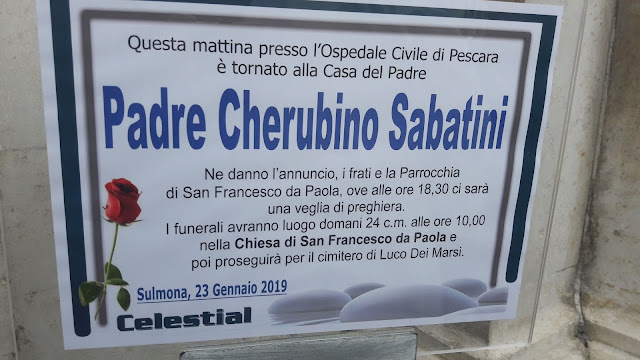 Questa mattina presso l'Ospedale Civile di Pescara
è tornato alla Casa del Padre
Padre Cherubino Sabatini
Ne danno l'annuncio, i frati e la Parrocchia
di San Francesco da Paola, ove alle ore 18,30 ci sarà
una veglia di preghiera.
I funerali avranno luogo domani 24 c.m. alle ore 10,00
nella Chiesa di San Francesco da Paola e
poi proseguirà per il cimitero di Luco Dei Marsi.
Sulmona, 23 Gennaio 2019
Celestial